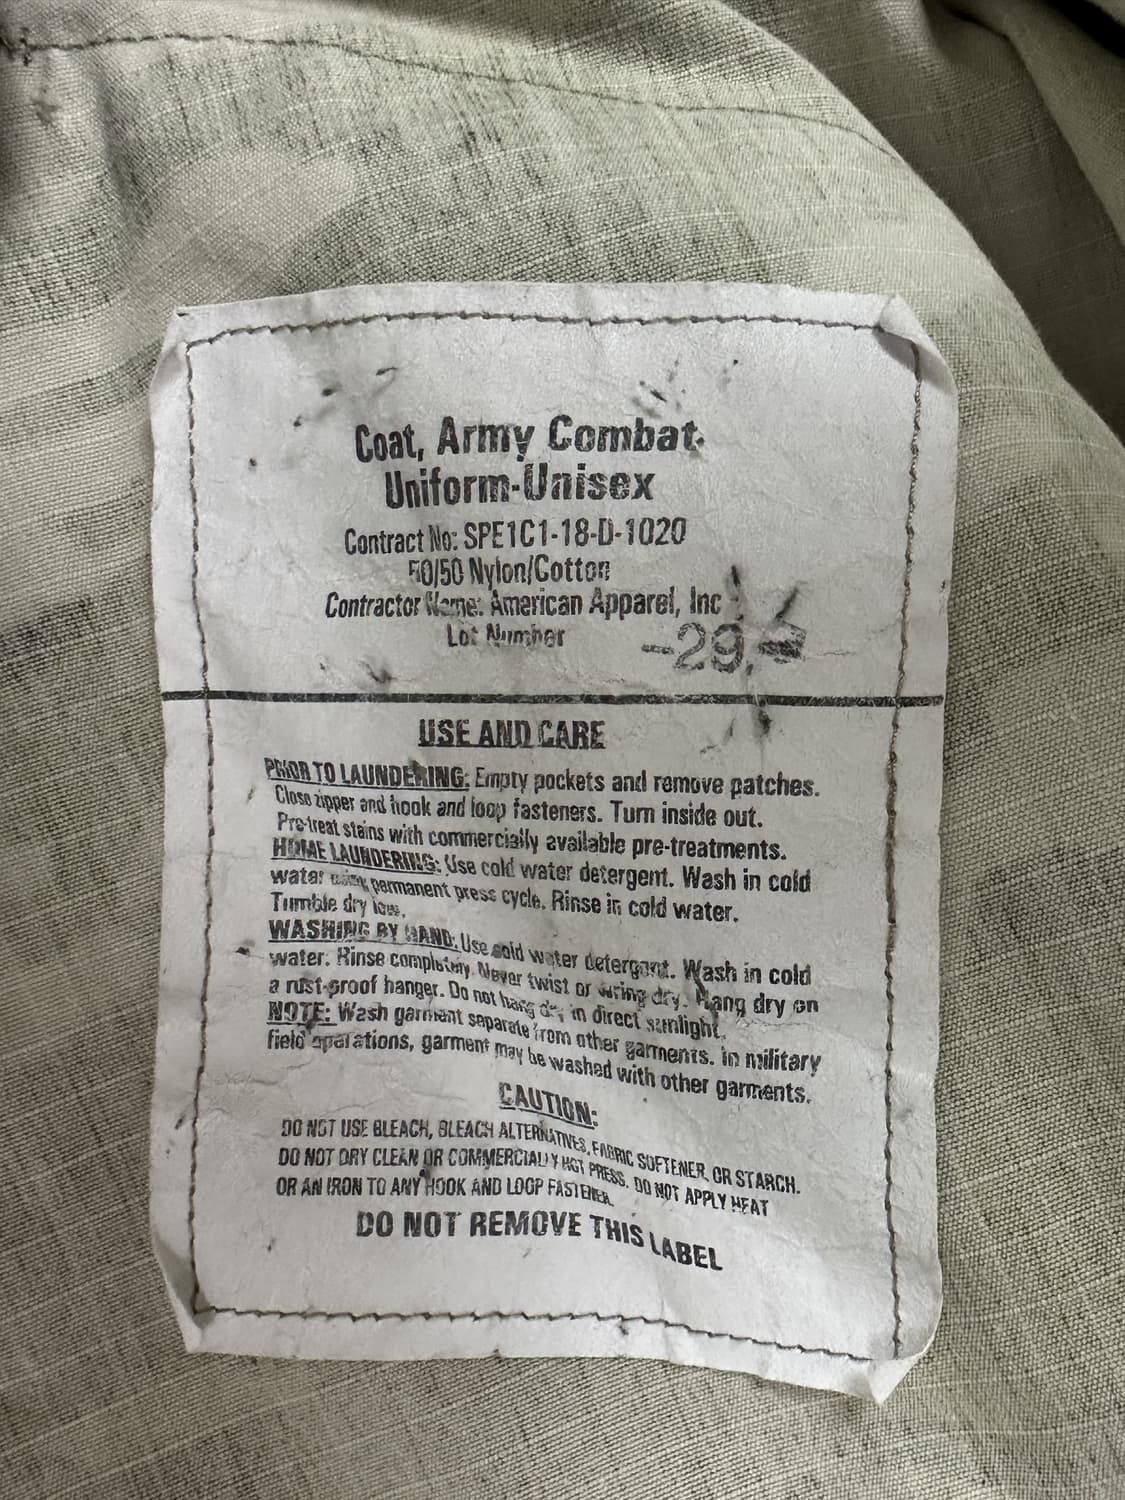 Coat, Army Combat
Uniform-Unisex
Contract No: SPE1C1-18-D-1020
50/50 Nylon/Cotton
Contractor Name: American Apparel, Inc
Lot Number -29
USE AND CARE
PRIOR TO LAUNDERING: Empty pockets and remove patches.
Close zipper and hook and loop fasteners. Turn inside out.
Pre-treat stains with commercially available pre-treatments.
HOME LAUNDERING: Use cold water detergent. Wash in cold
water using permanent press cycle. Rinse in cold water.
Tumble dry low.
WASHING BY HAND: Use cold water detergent. Wash in cold
water. Rinse completely. Never twist or wring dry. Hang dry on
a rust-proof hanger. Do not hang dry in direct sunlight.
NOTE: Wash garment separate from other garments. In military
field operations, garment may be washed with other garments.
CAUTION:
DO NOT USE BLEACH, BLEACH ALTERNATIVES, FABRIC SOFTENER, OR STARCH.
DO NOT DRY CLEAN OR COMMERCIALLY HOT PRESS. DO NOT APPLY HEAT
OR AN IRON TO ANY HOOK AND LOOP FASTENER.
DO NOT REMOVE THIS LABEL